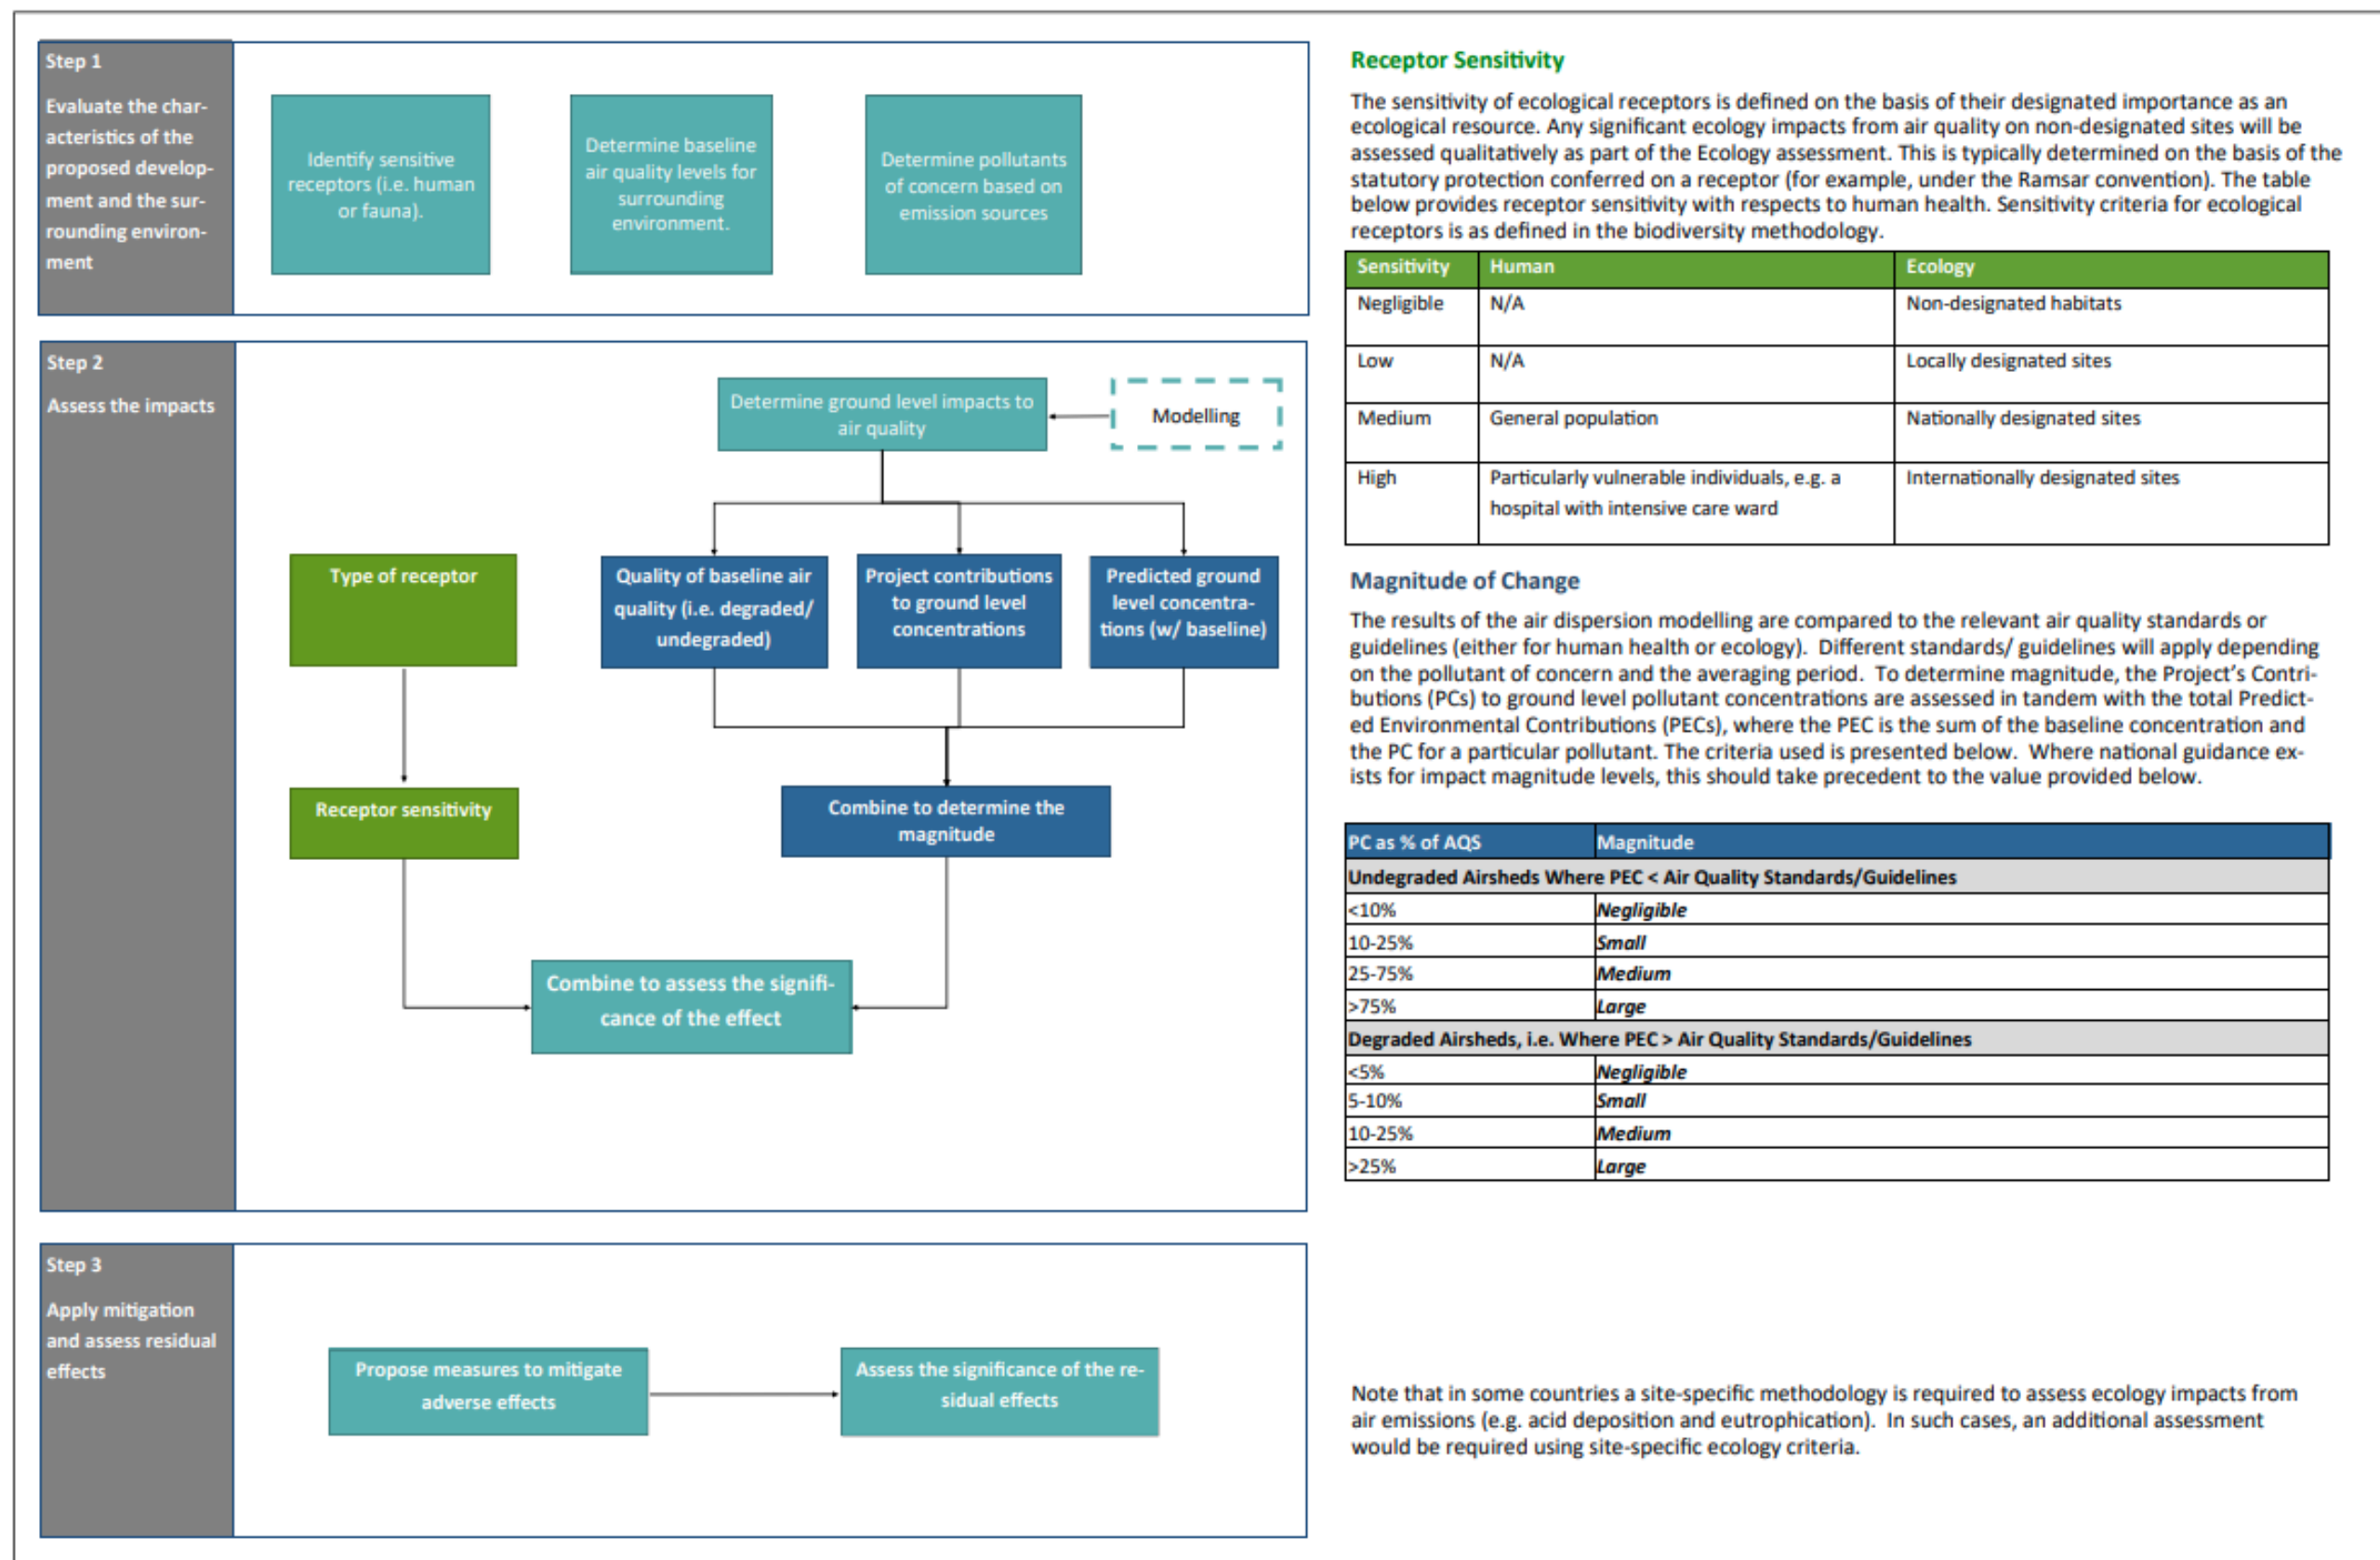 Step 1
Evaluate the char-
acteristics of the
proposed develop-
ment and the sur-
rounding environ-
ment
Identify sensitive
receptors (i.e. human
or fauna).
Determine baseline
air quality levels for
surrounding
environment.
Determine pollutants
of concern based on
emission sources
Step 2
Assess the impacts
Determine ground level impacts to
air quality
Modelling
Type of receptor
Quality of baseline air
quality (i.e. degraded/
undegraded)
Project contributions
to ground level
concentrations
Predicted ground
level concentra-
tions (w/ baseline)
Receptor sensitivity
Combine to determine the
magnitude
Combine to assess the signifi-
cance of the effect
Step 3
Apply mitigation
and assess residual
effects
Propose measures to mitigate
adverse effects
Assess the significance of the re-
sidual effects
Receptor Sensitivity
The sensitivity of ecological receptors is defined on the basis of their designated importance as an
ecological resource. Any significant ecology impacts from air quality on non-designated sites will be
assessed qualitatively as part of the Ecology assessment. This is typically determined on the basis of the
statutory protection conferred on a receptor (for example, under the Ramsar convention). The table
below provides receptor sensitivity with respects to human health. Sensitivity criteria for ecological
receptors is as defined in the biodiversity methodology.
Sensitivity Human Ecology
Negligible N/A Non-designated habitats
Low N/A Locally designated sites
Medium General population Nationally designated sites
High Particularly vulnerable individuals, e.g. a Internationally designated sites
hospital with intensive care ward
Magnitude of Change
The results of the air dispersion modelling are compared to the relevant air quality standards or
guidelines (either for human health or ecology). Different standards/ guidelines will apply depending
on the pollutant of concern and the averaging period. To determine magnitude, the Project's Contri-
butions (PCs) to ground level pollutant concentrations are assessed in tandem with the total Predict-
ed Environmental Contributions (PECs), where the PEC is the sum of the baseline concentration and
the PC for a particular pollutant. The criteria used is presented below. Where national guidance ex-
ists for impact magnitude levels, this should take precedent to the value provided below.
PC as % of AQS Magnitude
Undegraded Airsheds Where PEC < Air Quality Standards/Guidelines
<10% Negligible
10-25% Small
25-75% Medium
>75% Large
Degraded Airsheds, i.e. Where PEC > Air Quality Standards/Guidelines
<5% Negligible
5-10% Small
10-25% Medium
>25% Large
Note that in some countries a site-specific methodology is required to assess ecology impacts from
air emissions (e.g. acid deposition and eutrophication). In such cases, an additional assessment
would be required using site-specific ecology criteria.